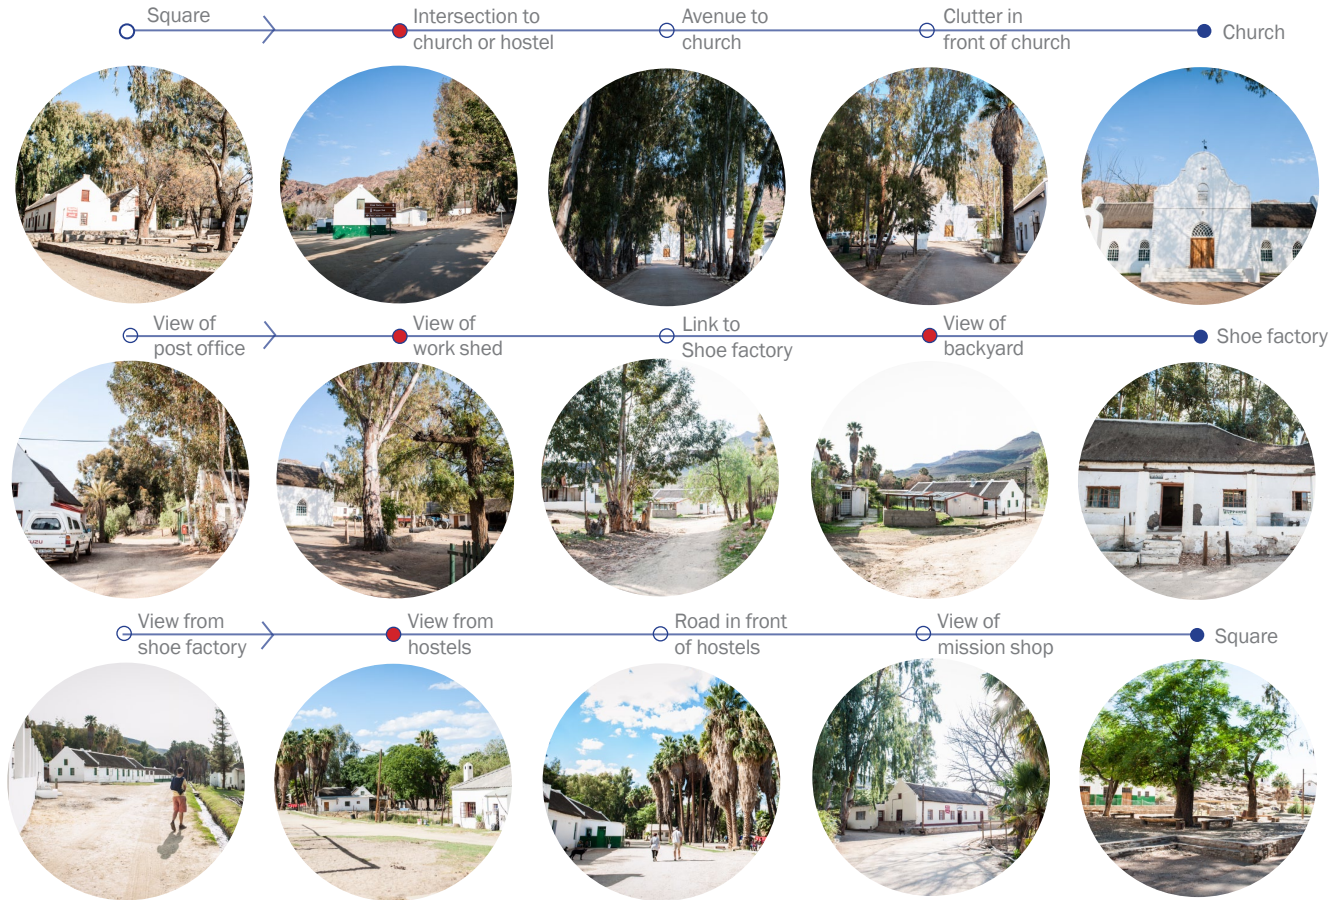 Square
Intersection to
church or hostel
Avenue to
church
Clutter in
front of church
Church
View of
post office
View of
work shed
Link to
Shoe factory
View of
backyard
Shoe factory
View from
shoe factory
View from
hostels
Road in front
of hostels
View of
mission shop
Square